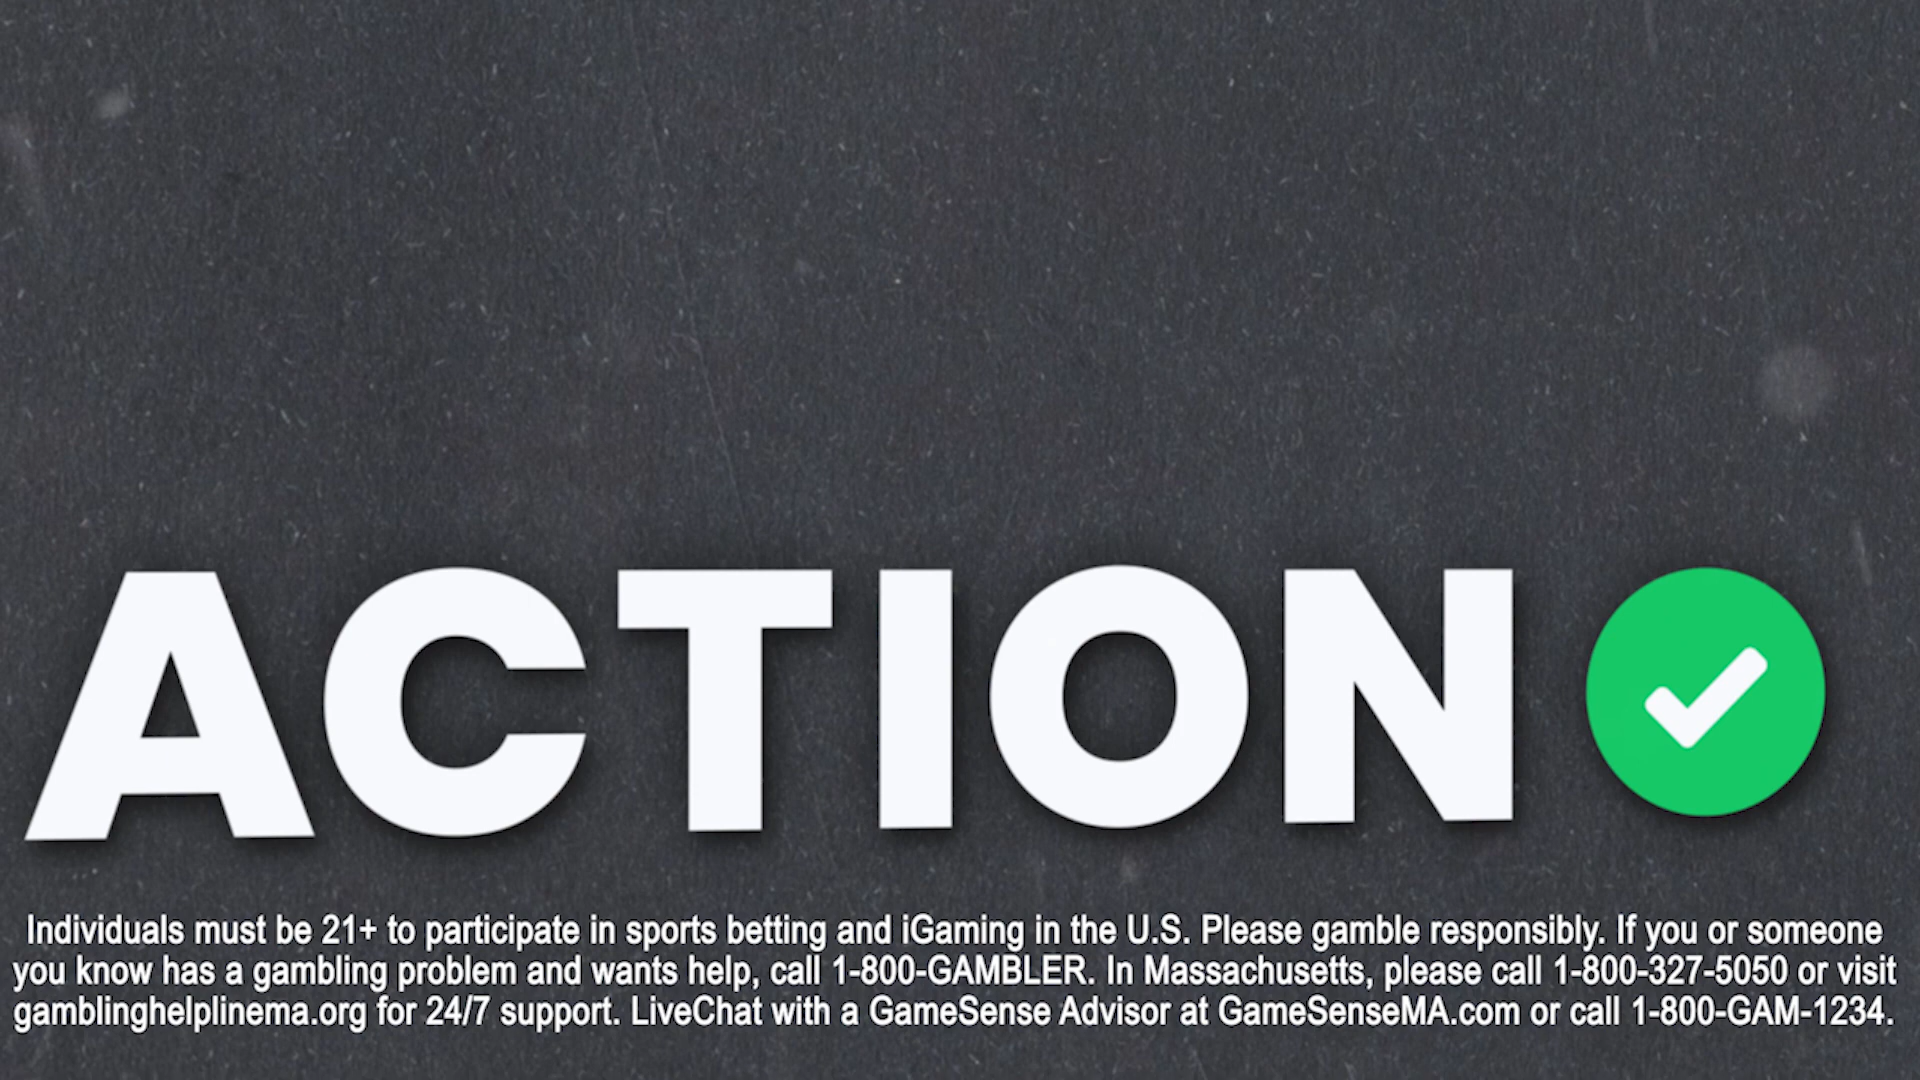 ACTION
Individuals must be 21+ to participate in sports betting and iGaming in the U.S. Please gamble responsibly. If you or someone
you know has a gambling problem and wants help, call 1-800-GAMBLER. In Massachusetts, please call 1-800-327-5050 or visit
gamblinghelplinema.org for 24/7 support. LiveChat with a GameSense Advisor at GameSenseMA.com or call 1-800-GAM-1234.